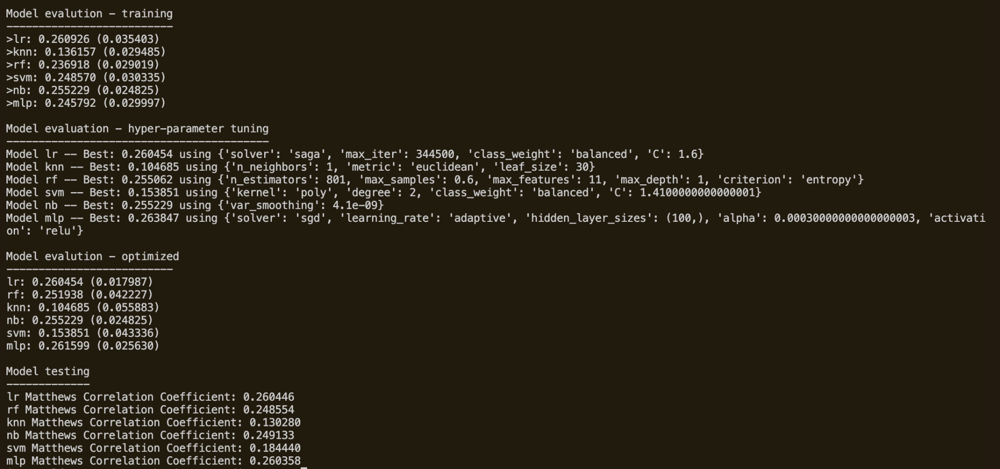 Model evalution - training
--------------------------
>lr: 0.260926 (0.035403)
>knn: 0.136157 (0.029485)
>rf: 0.236918 (0.029019)
>svm: 0.248570 (0.030335)
>nb: 0.255229 (0.024825)
>mlp: 0.245792 (0.029997)
Model evaluation - hyper-parameter tuning
-----------------------------------------
Model lr -- Best: 0.260454 using {'solver': 'saga', 'max_iter': 344500, 'class_weight': 'balanced', 'C': 1.6}
Model knn -- Best: 0.104685 using {'n_neighbors': 1, 'metric': 'euclidean', 'leaf_size': 30}
Model rf -- Best: 0.255062 using {'n_estimators': 801, 'max_samples': 0.6, 'max_features': 11, 'max_depth': 1, 'criterion': 'entropy'}
Model svm -- Best: 0.153851 using {'kernel': 'poly', 'degree': 2, 'class_weight': 'balanced', 'C': 1.4100000000000001}
Model nb -- Best: 0.255229 using {'var_smoothing': 4.1e-09}
Model mlp -- Best: 0.263847 using {'solver': 'sgd', 'learning_rate': 'adaptive', 'hidden_layer_sizes': (100,), 'alpha': 0.00030000000000000003, 'activati
on': 'relu'}
Model evalution - optimized
--------------------------
lr: 0.260454 (0.017987)
rf: 0.251938 (0.042227)
knn: 0.104685 (0.055883)
nb: 0.255229 (0.024825)
svm: 0.153851 (0.043336)
mlp: 0.261599 (0.025630)
Model testing
-------------
lr Matthews Correlation Coefficient: 0.260446
rf Matthews Correlation Coefficient: 0.248554
knn Matthews Correlation Coefficient: 0.130280
nb Matthews Correlation Coefficient: 0.249133
svm Matthews Correlation Coefficient: 0.184440
mlp Matthews Correlation Coefficient: 0.260358